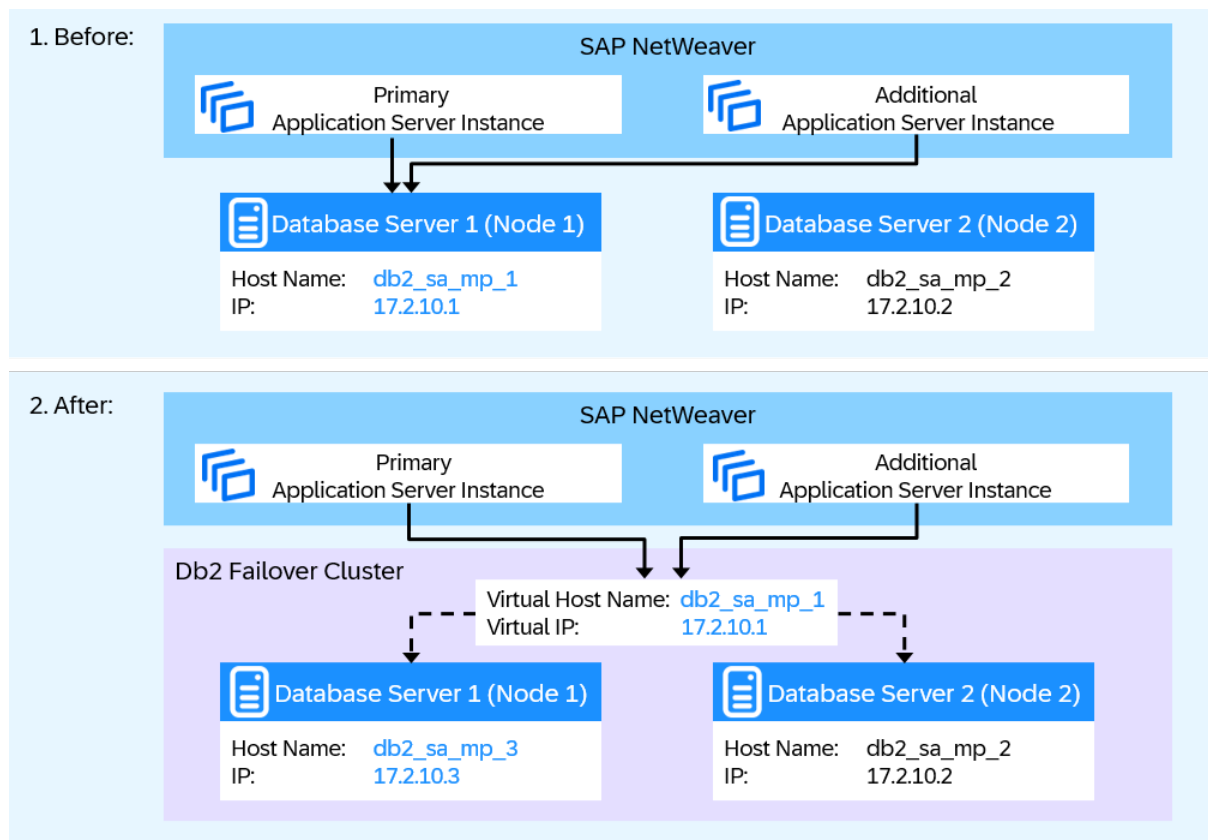 1. Before:
SAP NetWeaver
Primary
Application Server Instance
Additional
Application Server Instance
Database Server 1 (Node 1)
Host Name: db2_sa_mp_1
IP: 17.2.10.1
Database Server 2 (Node 2)
Host Name: db2_sa_mp_2
IP: 17.2.10.2
2. After:
SAP NetWeaver
Primary
Application Server Instance
Additional
Application Server Instance
Db2 Failover Cluster
Virtual Host Name: db2_sa_mp_1
Virtual IP: 17.2.10.1
Database Server 1 (Node 1)
Host Name: db2_sa_mp_3
IP: 17.2.10.3
Database Server 2 (Node 2)
Host Name: db2_sa_mp_2
IP: 17.2.10.2